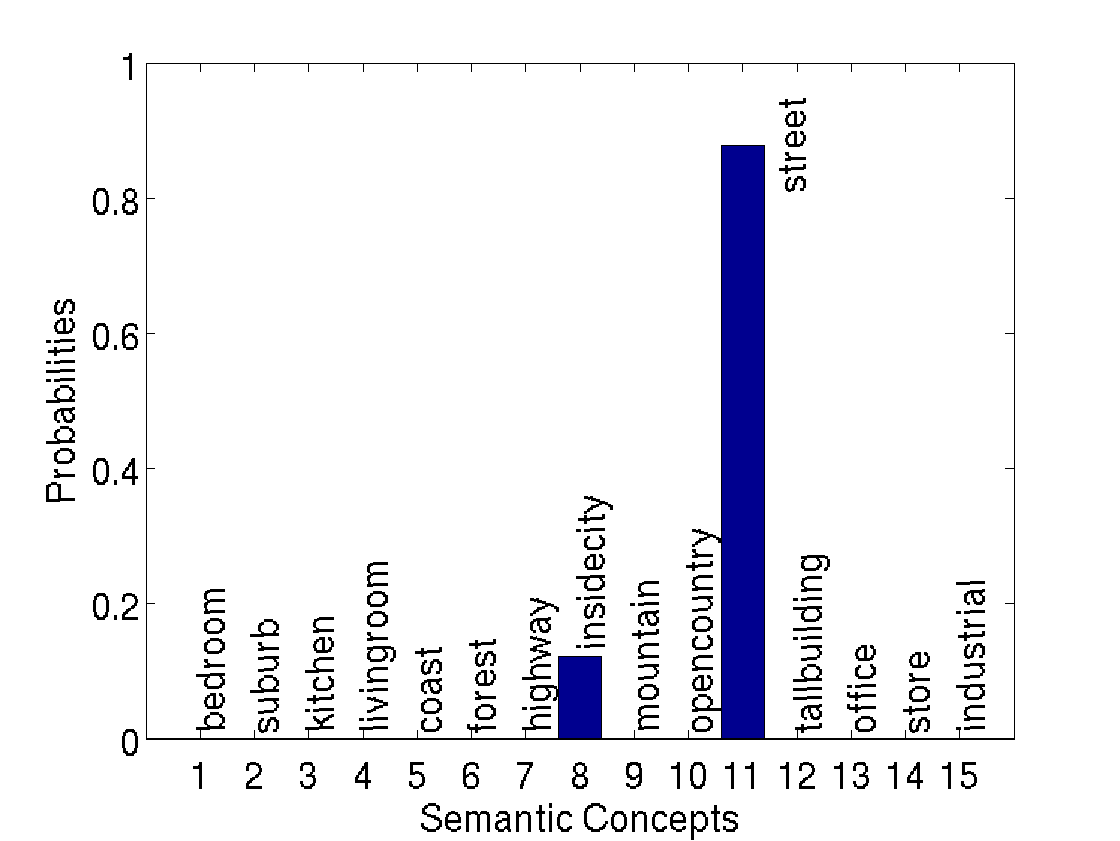 1
0.8
0.6
0.4
0.2
0
Probabilities
bedroom
suburb
kitchen
livingroom
coast
forest
highway
insidecity
mountain
opencountry
street
tallbuilding
office
store
industrial
1 2 3 4 5 6 7 8 9 10 11 12 13 14 15
Semantic Concepts